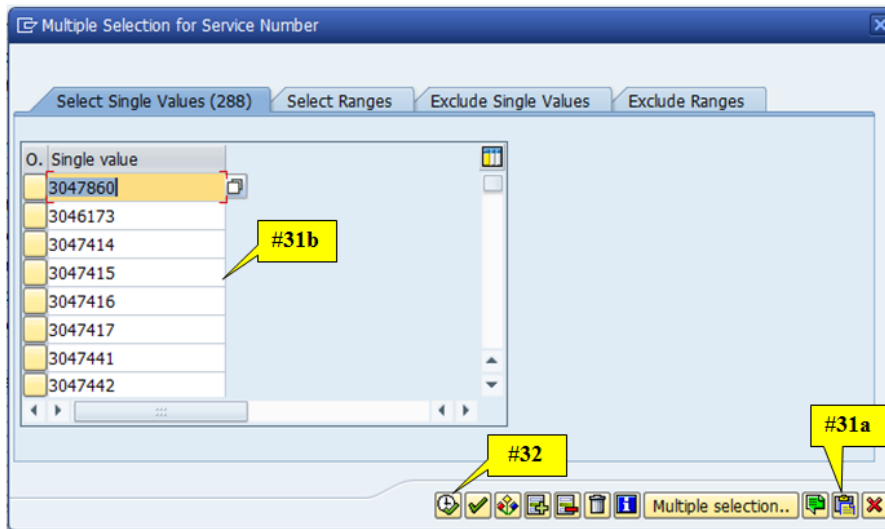 Multiple Selection for Service Number
Select Single Values (288) Select Ranges Exclude Single Values Exclude Ranges
O. Single value
3047860
3046173
3047414
#31b
3047415
3047416
3047417
3047441
3047442
#31a
#32
Multiple selection..